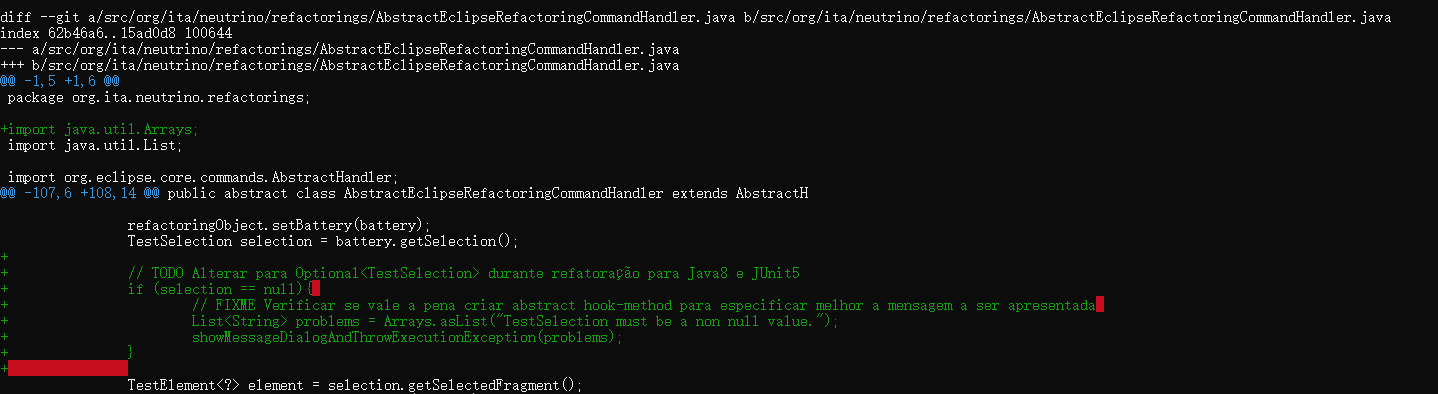 diff --git a/src/org/ita/neutrino/refactorings/AbstractEclipseRefactoringCommandHandler.java b/src/org/ita/neutrino/refactorings/AbstractEclipseRefactoringCommandHandler.java
index 62b46a6..15ad0d8 100644
--- a/src/org/ita/neutrino/refactorings/AbstractEclipseRefactoringCommandHandler.java
+++ b/src/org/ita/neutrino/refactorings/AbstractEclipseRefactoringCommandHandler.java
@@ -1,5 +1,6 @@
 package org.ita.neutrino.refactorings;

+import java.util.Arrays;
 import java.util.List;

 import org.eclipse.core.commands.AbstractHandler;
@@ -107,6 +108,14 @@ public abstract class AbstractEclipseRefactoringCommandHandler extends AbstractH

                refactoringObject.setBattery(battery);
                TestSelection selection = battery.getSelection();
+
+               // TODO Alterar para Optional<TestSelection> durante refatoração para Java8 e JUnit5
+               if (selection == null){
+                       // FIXME Verificar se vale a pena criar abstract hook-method para especificar melhor a mensagem a ser apresentada
+                       List<String> problems = Arrays.asList("TestSelection must be a non null value.");
+                       showMessageDialogAndThrowExecutionException(problems);
+               }
+
                TestElement<?> element = selection.getSelectedFragment();